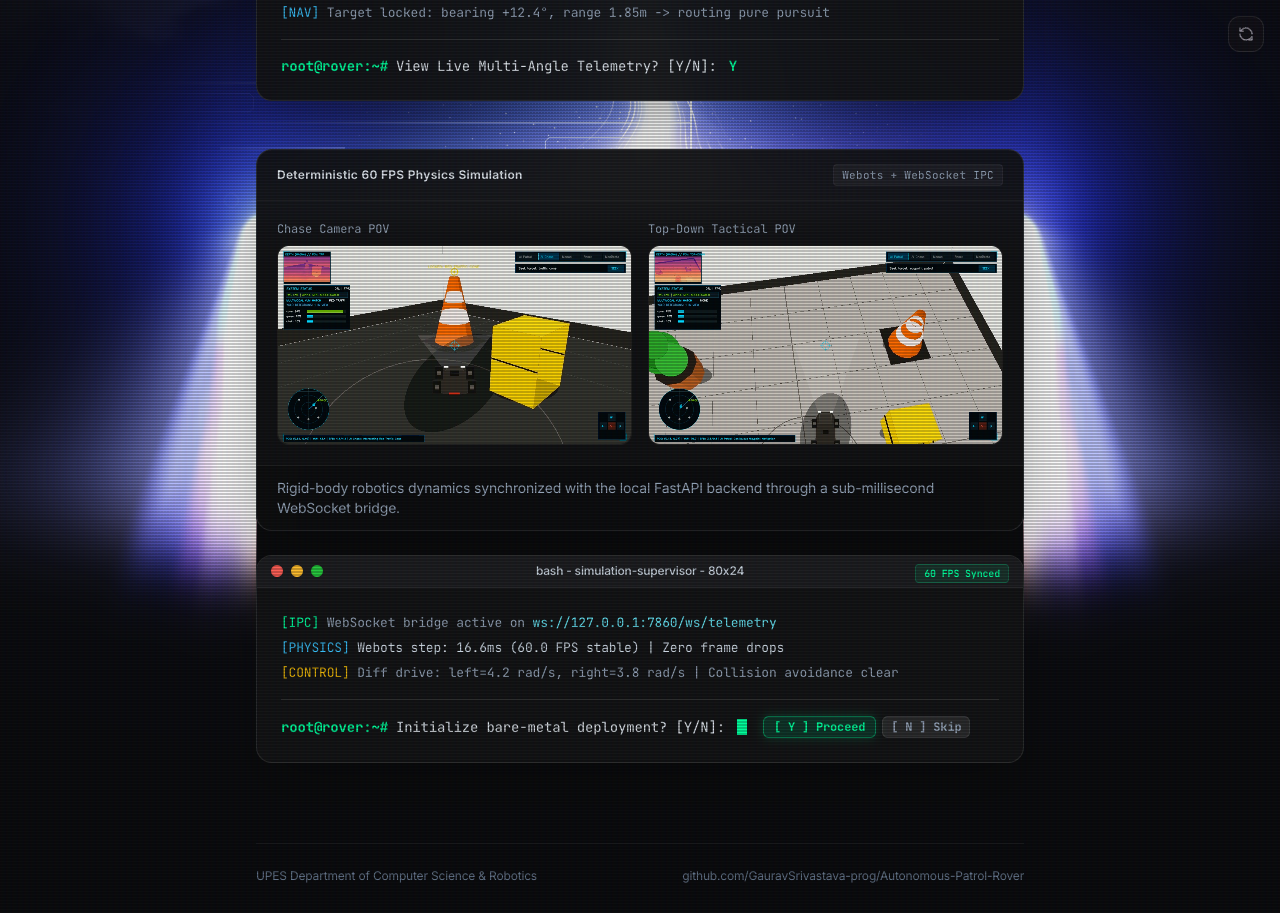 [NAV] Target locked: bearing +12.4°, range 1.85m -> routing pure pursuit
root@rover:~# View Live Multi-Angle Telemetry? [Y/N]: Y
Deterministic 60 FPS Physics Simulation
Webots + WebSocket IPC
Chase Camera POV
Top-Down Tactical POV
Rigid-body robotics dynamics synchronized with the local FastAPI backend through a sub-millisecond
WebSocket bridge.
bash - simulation-supervisor - 80x24
60 FPS Synced
[IPC] WebSocket bridge active on ws://127.0.0.1:7860/ws/telemetry
[PHYSICS] Webots step: 16.6ms (60.0 FPS stable) | Zero frame drops
[CONTROL] Diff drive: left=4.2 rad/s, right=3.8 rad/s | Collision avoidance clear
root@rover:~# Initialize bare-metal deployment? [Y/N]:
[ Y ] Proceed
[ N ] Skip
UPES Department of Computer Science & Robotics
github.com/GauravSrivastava-prog/Autonomous-Patrol-Rover